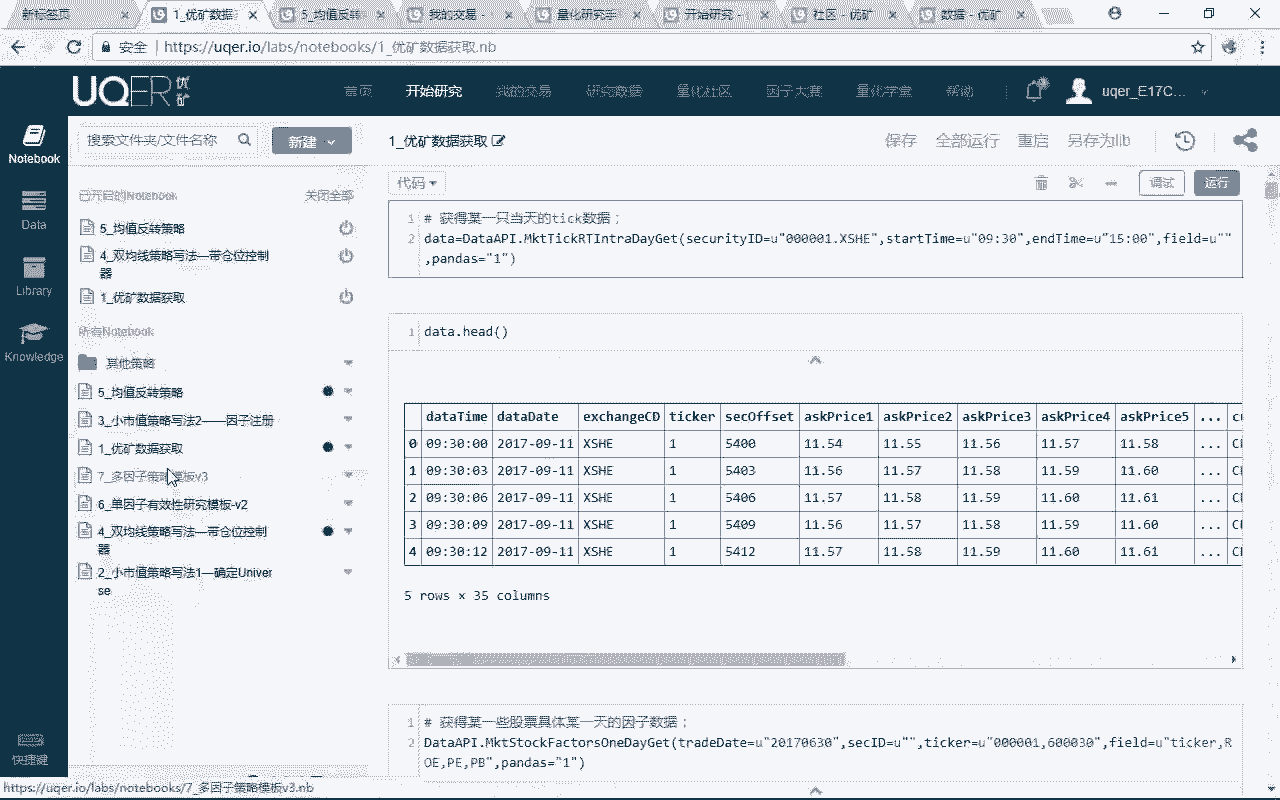 新标签页
1_优矿数据
5_均值反转
我的交易 -
量化研究平
开始研究 -
社区 - 优矿
数据 - 优矿
安全 | https://uqer.io/labs/notebooks/1_优矿数据获取.nb
UQER 优矿
首页 开始研究 我的交易 研究数据 量化社区 因子大赛 量化学堂 帮助 uqer_E17C...
Notebook
Data
Library
Knowledge
快捷键
搜索文件夹/文件名称 新建
已开启的Notebook 关闭全部
5_均值反转策略
4_双均线策略写法—带仓位控制
器
1_优矿数据获取
所有Notebook
其他策略
5_均值反转策略
3_小市值策略写法2——因子注册
1_优矿数据获取
7_多因子策略模板v3
6_单因子有效性研究模板-v2
4_双均线策略写法—带仓位控制
器
2_小市值策略写法1—确定Univer
se
1_优矿数据获取 保存 全部运行 重启 另存为lib
代码 调试 运行
1 # 获得某一只当天的tick数据；
2 data=DataAPI.MktTickRTIntraDayGet(securityID=u"000001.XSHE",startTime=u"09:30",endTime=u"15:00",field=u""
,pandas="1")
1 data.head()
dataTime dataDate exchangeCD ticker secOffset askPrice1 askPrice2 askPrice3 askPrice4 askPrice5 ...
0 09:30:00 2017-09-11 XSHE 1 5400 11.54 11.55 11.56 11.57 11.58 ...
1 09:30:03 2017-09-11 XSHE 1 5403 11.56 11.57 11.58 11.59 11.60 ...
2 09:30:06 2017-09-11 XSHE 1 5406 11.57 11.58 11.59 11.60 11.61 ...
3 09:30:09 2017-09-11 XSHE 1 5409 11.56 11.57 11.58 11.59 11.60 ...
4 09:30:12 2017-09-11 XSHE 1 5412 11.57 11.58 11.59 11.60 11.61 ...
5 rows × 35 columns
1 # 获得某一些股票具体某一天的因子数据；
2 DataAPI.MktStockFactorsOneDayGet(tradeDate=u"20170630",secID=u"",ticker=u"000001,600030",field=u"ticker,R
OE,PE,PB",pandas="1")
https://uqer.io/labs/notebooks/7_多因子策略模板v3.nb